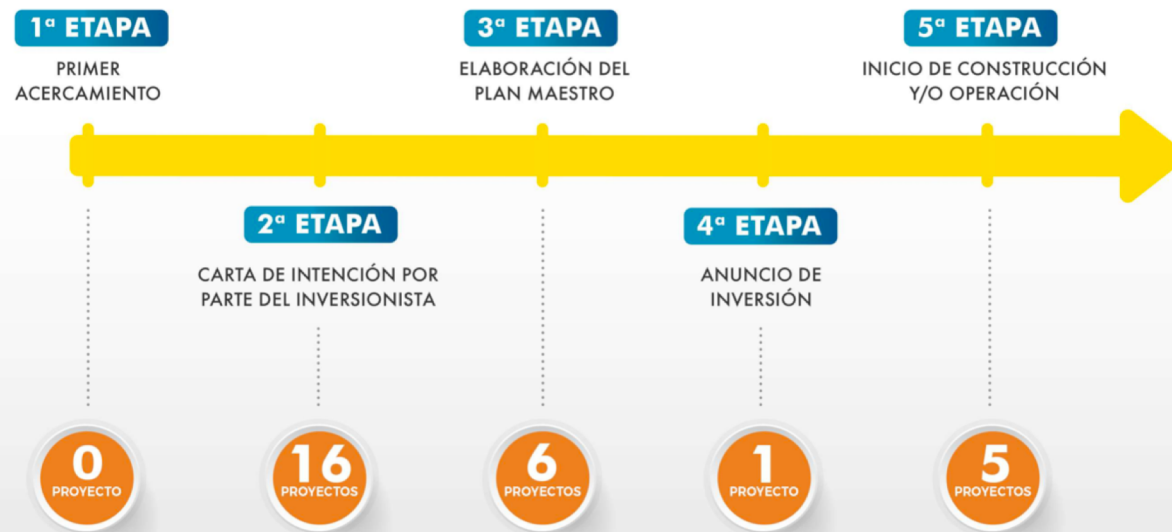 1ª ETAPA
PRIMER
ACERCAMIENTO
3ª ETAPA
ELABORACIÓN DEL
PLAN MAESTRO
5ª ETAPA
INICIO DE CONSTRUCCIÓN
Y/O OPERACIÓN
2ª ETAPA
CARTA DE INTENCIÓN POR
PARTE DEL INVERSIONISTA
4ª ETAPA
ANUNCIO DE
INVERSIÓN
0
PROYECTO
16
PROYECTOS
6
PROYECTOS
1
PROYECTO
5
PROYECTOS